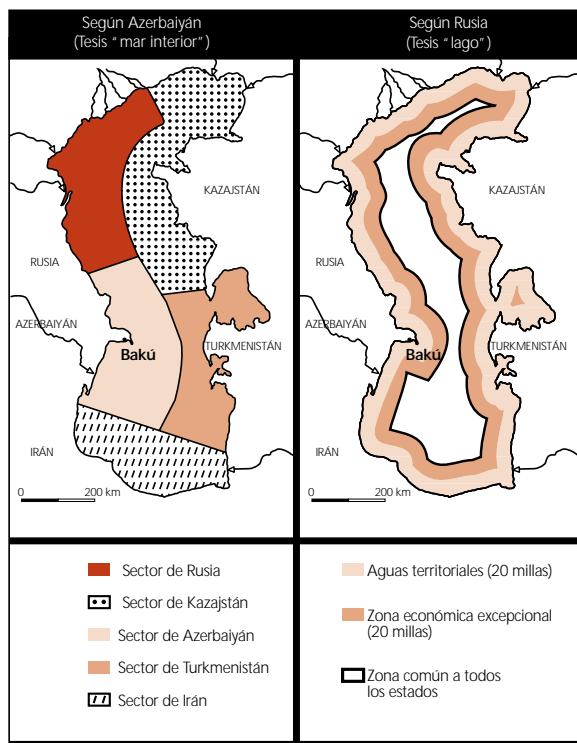 Según Azerbaiyán
(Tesis “mar interior”)
KAZAJSTÁN
RUSIA
AZERBAIYÁN
Bakú
TURKMENISTÁN
IRÁN
0 200 km
Sector de Rusia
Sector de Kazajstán
Sector de Azerbaiyán
Sector de Turkmenistán
Sector de Irán
Según Rusia
(Tesis “lago”)
KAZAJSTÁN
RUSIA
AZERBAIYÁN
Bakú
TURKMENISTÁN
IRÁN
0 200 km
Aguas territoriales (20 millas)
Zona económica excepcional
(20 millas)
Zona común a todos
los estados